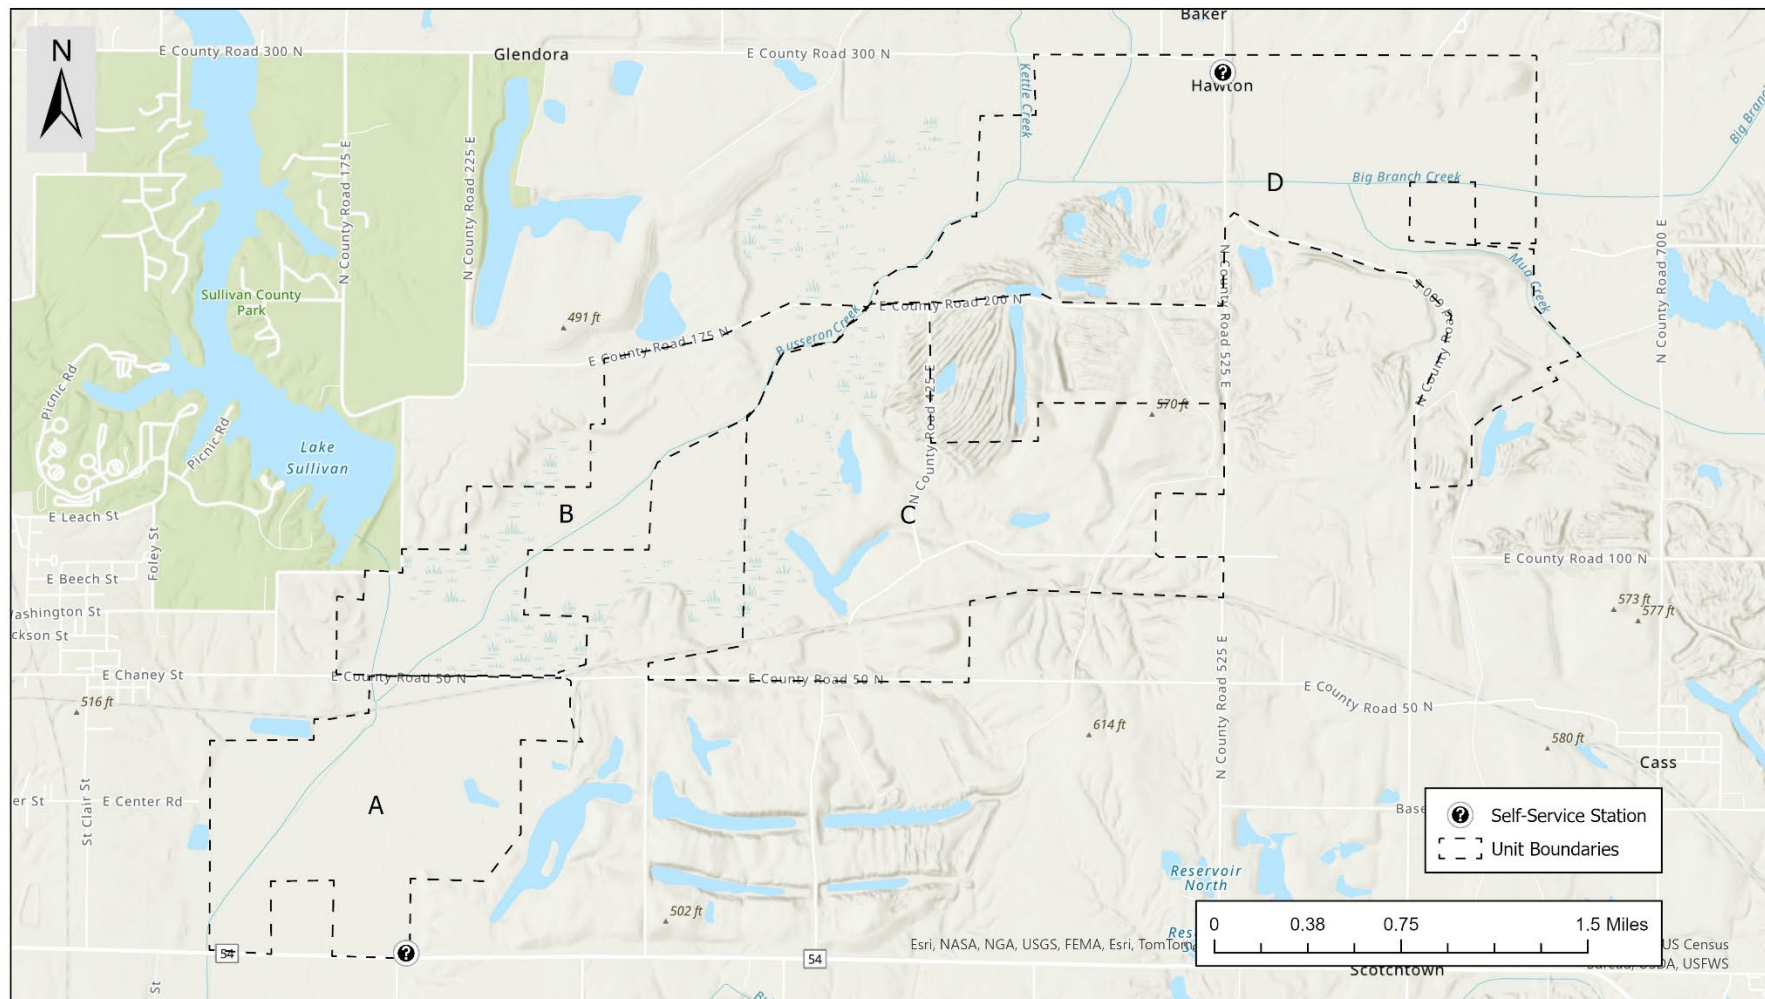 Baker
N
E County Road 300 N
Glendora
E County Road 300 N
Hawton
Kettle Creek
Big Branch
N County Road 175 E
N County Road 225 E
D
Big Branch Creek
Sullivan County
Park
491 ft
E County Road 175 N
Busseron Creek
E County Road 200 N
N County Road 525 E
Mud Creek
N County Road 700 E
N County Road 425 E
570 ft
Picnic Rd
Picnic Rd
Lake
Sullivan
E Leach St
Foley St
B
C
E Beech St
E County Road 100 N
573 ft
577 ft
E Chaney St
E County Road 50 N
E County Road 50 N
N County Road 525 E
E County Road 50 N
516 ft
614 ft
580 ft
Cass
E Center Rd
St Clair St
A
Self-Service Station
Unit Boundaries
Reservoir
North
502 ft
0 0.38 0.75 1.5 Miles
54
54
Esri, NASA, NGA, USGS, FEMA, Esri,
US Census
USFWS
Scotchtown
St